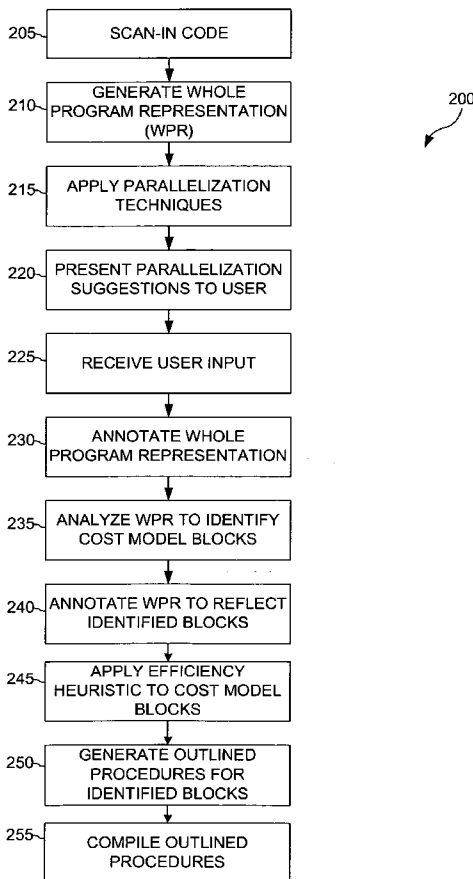 205
SCAN-IN CODE
200
210
GENERATE WHOLE
PROGRAM REPRESENTATION
(WPR)
215
APPLY PARALLELIZATION
TECHNIQUES
220
PRESENT PARALLELIZATION
SUGGESTIONS TO USER
225
RECEIVE USER INPUT
230
ANNOTATE WHOLE
PROGRAM REPRESENTATION
235
ANALYZE WPR TO IDENTIFY
COST MODEL BLOCKS
240
ANNOTATE WPR TO REFLECT
IDENTIFIED BLOCKS
245
APPLY EFFICIENCY
HEURISTIC TO COST MODEL
BLOCKS
250
GENERATE OUTLINED
PROCEDURES FOR
IDENTIFIED BLOCKS
255
COMPILE OUTLINED
PROCEDURES